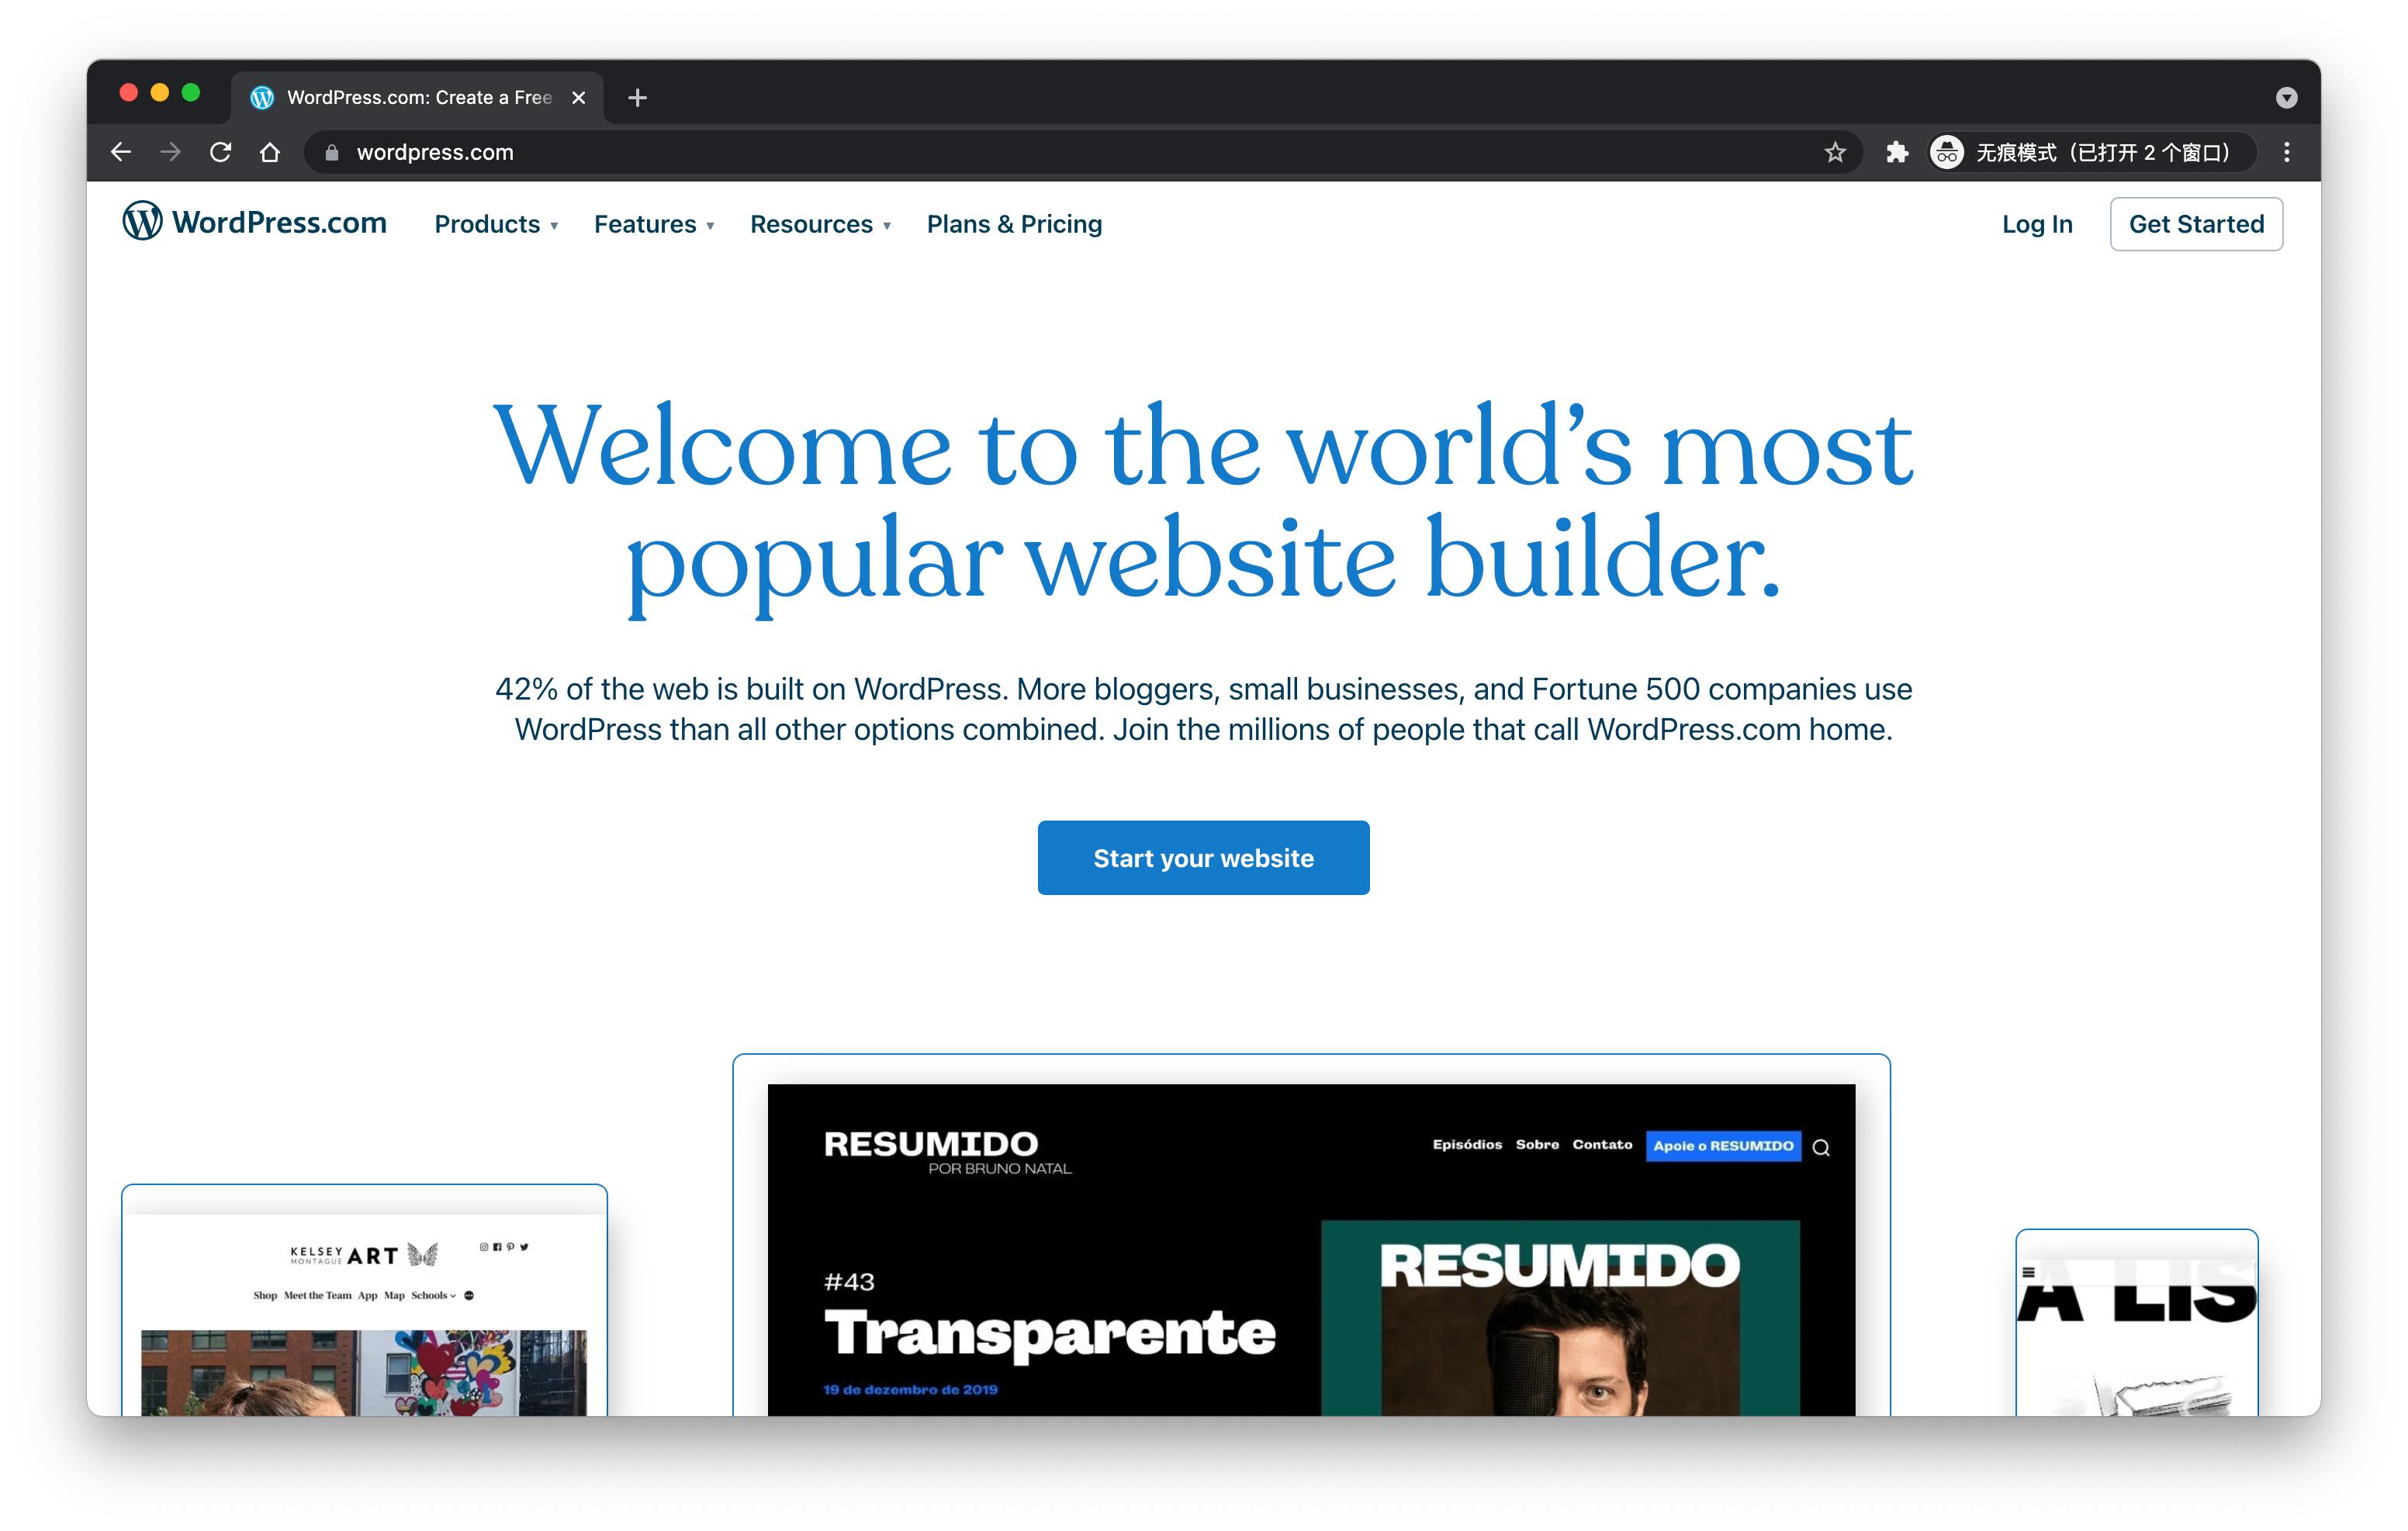 WordPress.com: Create a Free
wordpress.com
无痕模式（已打开 2 个窗口）
WordPress.com Products Features Resources Plans & Pricing Log In Get Started
Welcome to the world’s most
popular website builder.
42% of the web is built on WordPress. More bloggers, small businesses, and Fortune 500 companies use
WordPress than all other options combined. Join the millions of people that call WordPress.com home.
Start your website
KELSEY
MONTAGUE
ART
Shop Meet the Team App Map Schools
RESUMIDO
POR BRUNO NATAL
Episódios Sobre Contato Apoie o RESUMIDO
#43
Transparente
19 de dezembro de 2019
RESUMIDO
A LIS